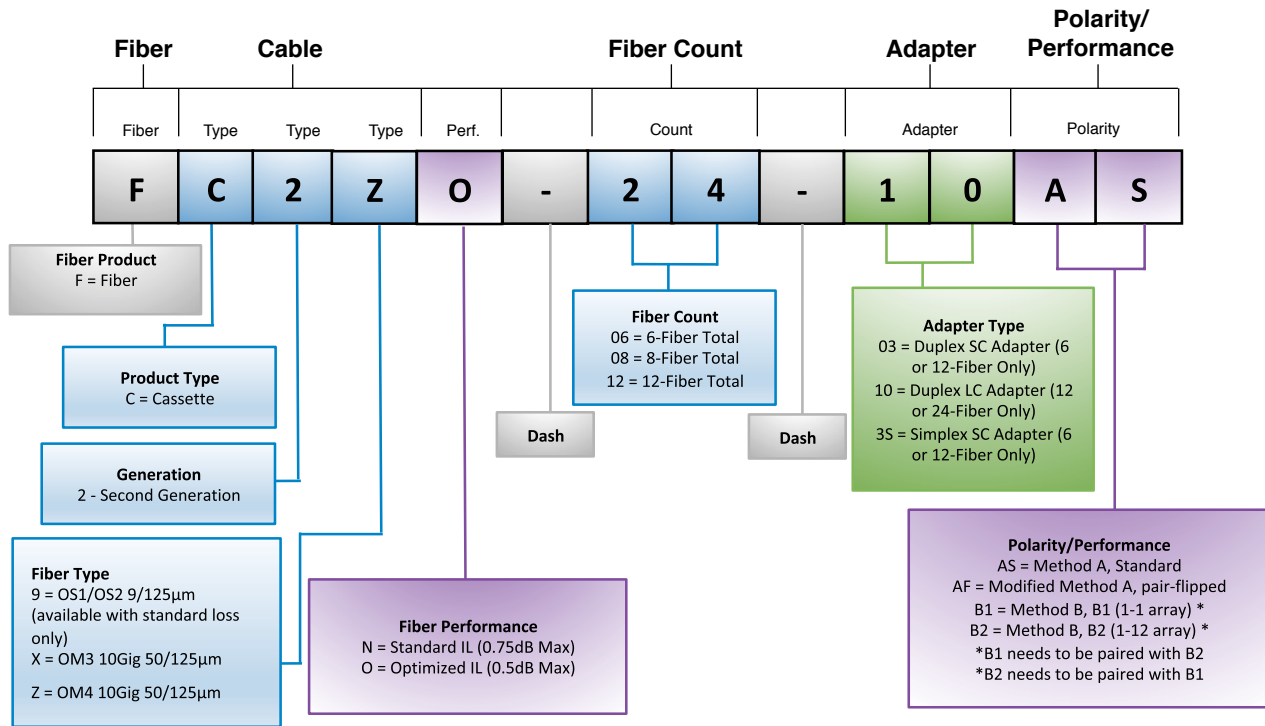 Fiber
Cable
Fiber Count
Adapter
Polarity/
Performance
Fiber
Type
Type
Type
Perf.
Count
Adapter
Polarity
F C 2 Z O - 2 4 - 1 0 A S
Fiber Product
F = Fiber
Product Type
C = Cassette
Generation
2 - Second Generation
Fiber Type
9 = OS1/OS2 9/125µm
(available with standard loss
only)
X = OM3 10Gig 50/125µm
Z = OM4 10Gig 50/125µm
Fiber Performance
N = Standard IL (0.75dB Max)
O = Optimized IL (0.5dB Max)
Dash
Fiber Count
06 = 6-Fiber Total
08 = 8-Fiber Total
12 = 12-Fiber Total
Dash
Adapter Type
03 = Duplex SC Adapter (6
or 12-Fiber Only)
10 = Duplex LC Adapter (12
or 24-Fiber Only)
3S = Simplex SC Adapter (6
or 12-Fiber Only)
Polarity/Performance
AS = Method A, Standard
AF = Modified Method A, pair-flipped
B1 = Method B, B1 (1-1 array) *
B2 = Method B, B2 (1-12 array) *
*B1 needs to be paired with B2
*B2 needs to be paired with B1